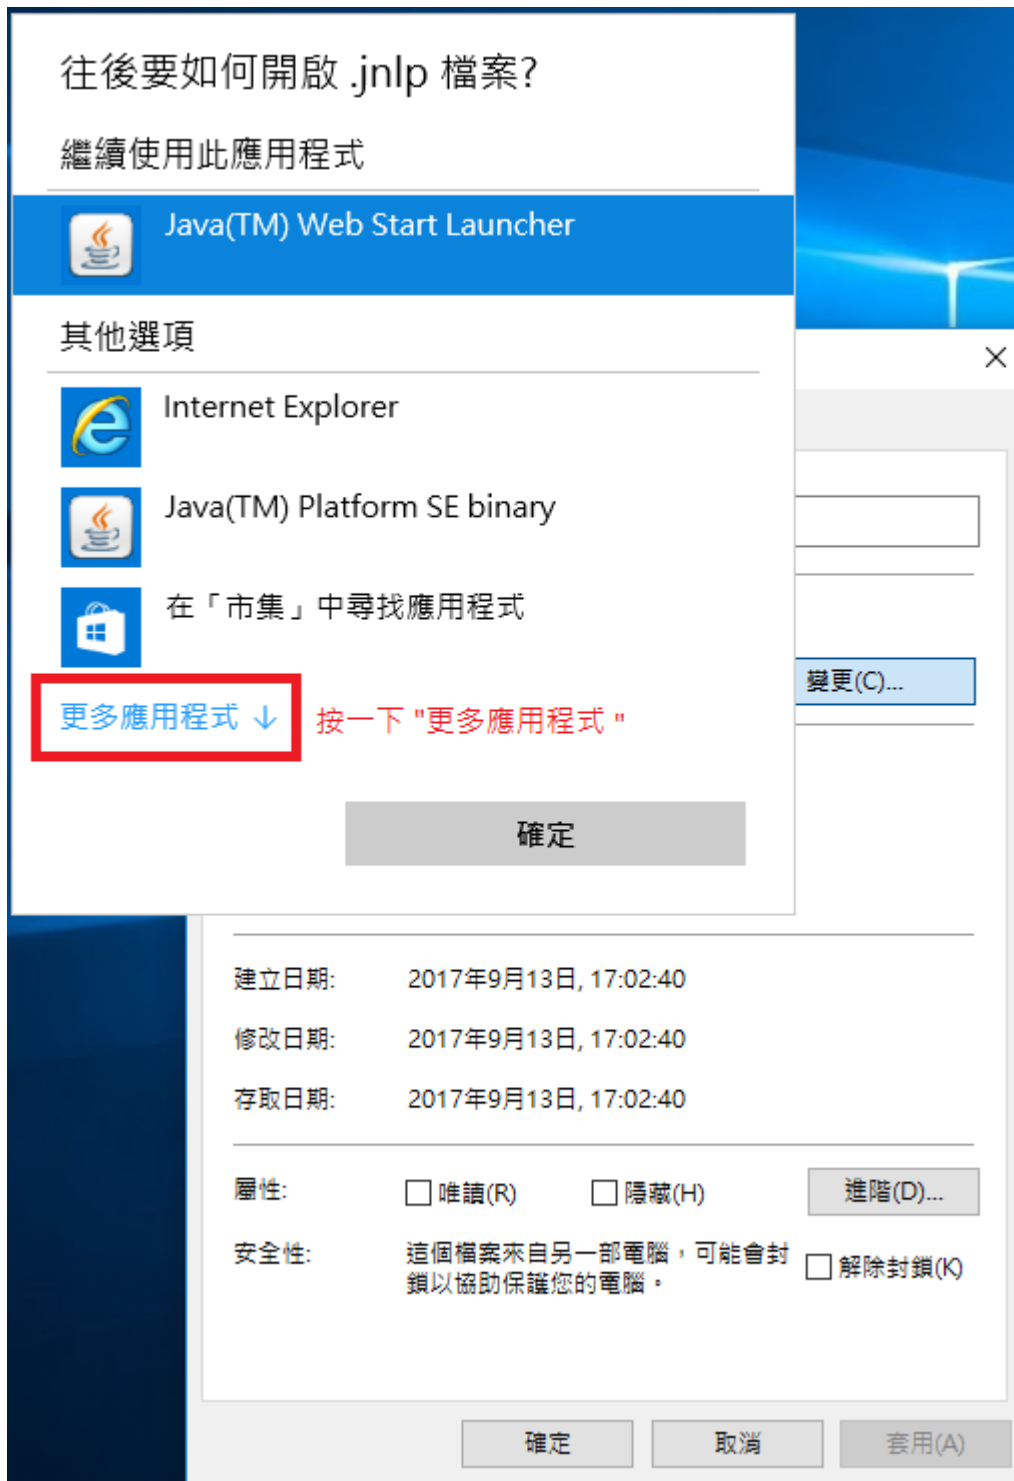 往後要如何開啟 .jnlp 檔案?
繼續使用此應用程式
Java(TM) Web Start Launcher
其他選項
Internet Explorer
Java(TM) Platform SE binary
在「市集」中尋找應用程式
變更(C)...
更多應用程式 ↓ 按一下 "更多應用程式 "
確定
建立日期: 2017年9月13日, 17:02:40
修改日期: 2017年9月13日, 17:02:40
存取日期: 2017年9月13日, 17:02:40
屬性: 唯讀(R) 隱藏(H) 進階(D)...
安全性: 這個檔案來自另一部電腦，可能會封
鎖以協助保護您的電腦。
解除封鎖(K)
確定 取消 套用(A)